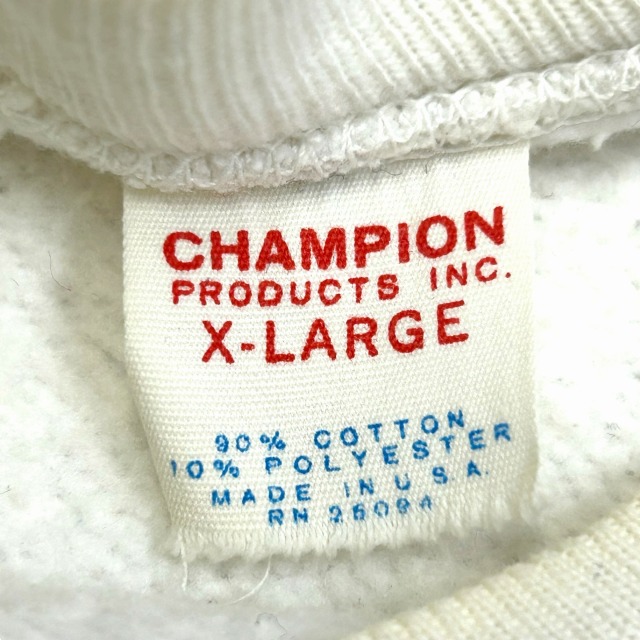 CHAMPION
PRODUCTS INC.
X-LARGE
90% COTTON
10% POLYESTER
MADE IN U.S.A.
RN 26094